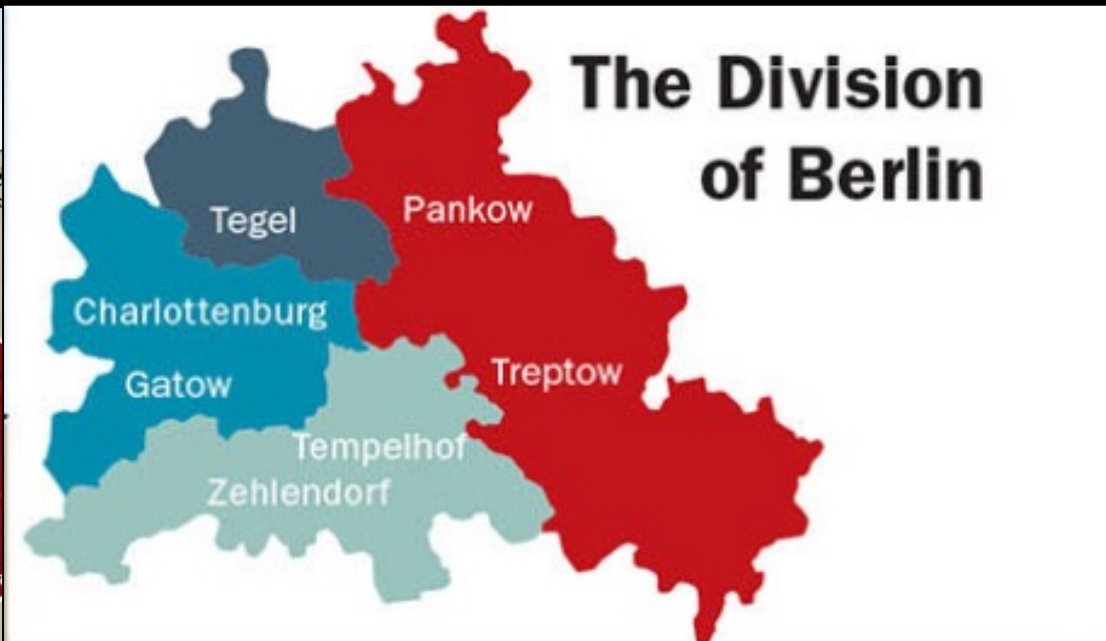 The Division
of Berlin
Tegel
Pankow
Charlottenburg
Gatow
Treptow
Tempelhof
Zehlendorf